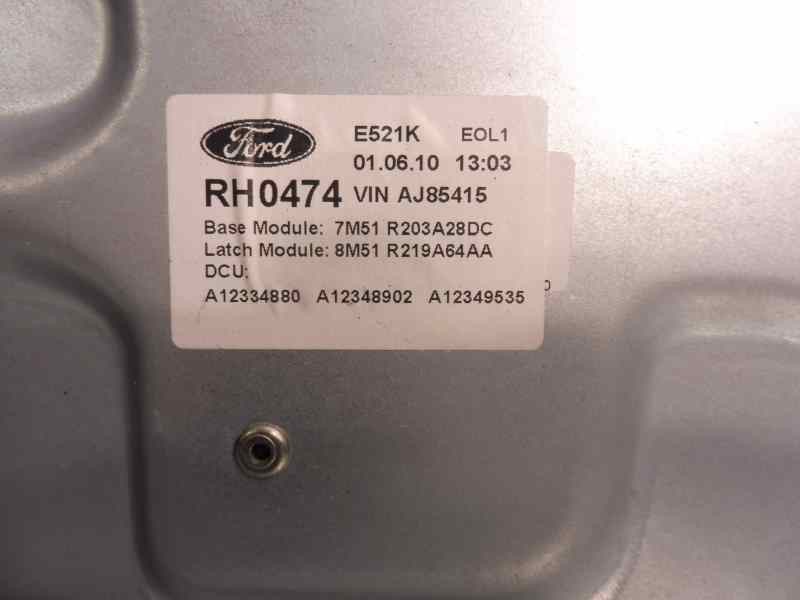 Ford E521K EOL1
01.06.10 13:03
RH0474 VIN AJ85415
Base Module: 7M51 R203A28DC
Latch Module: 8M51 R219A64AA
DCU:
A12334880 A12348902 A12349535